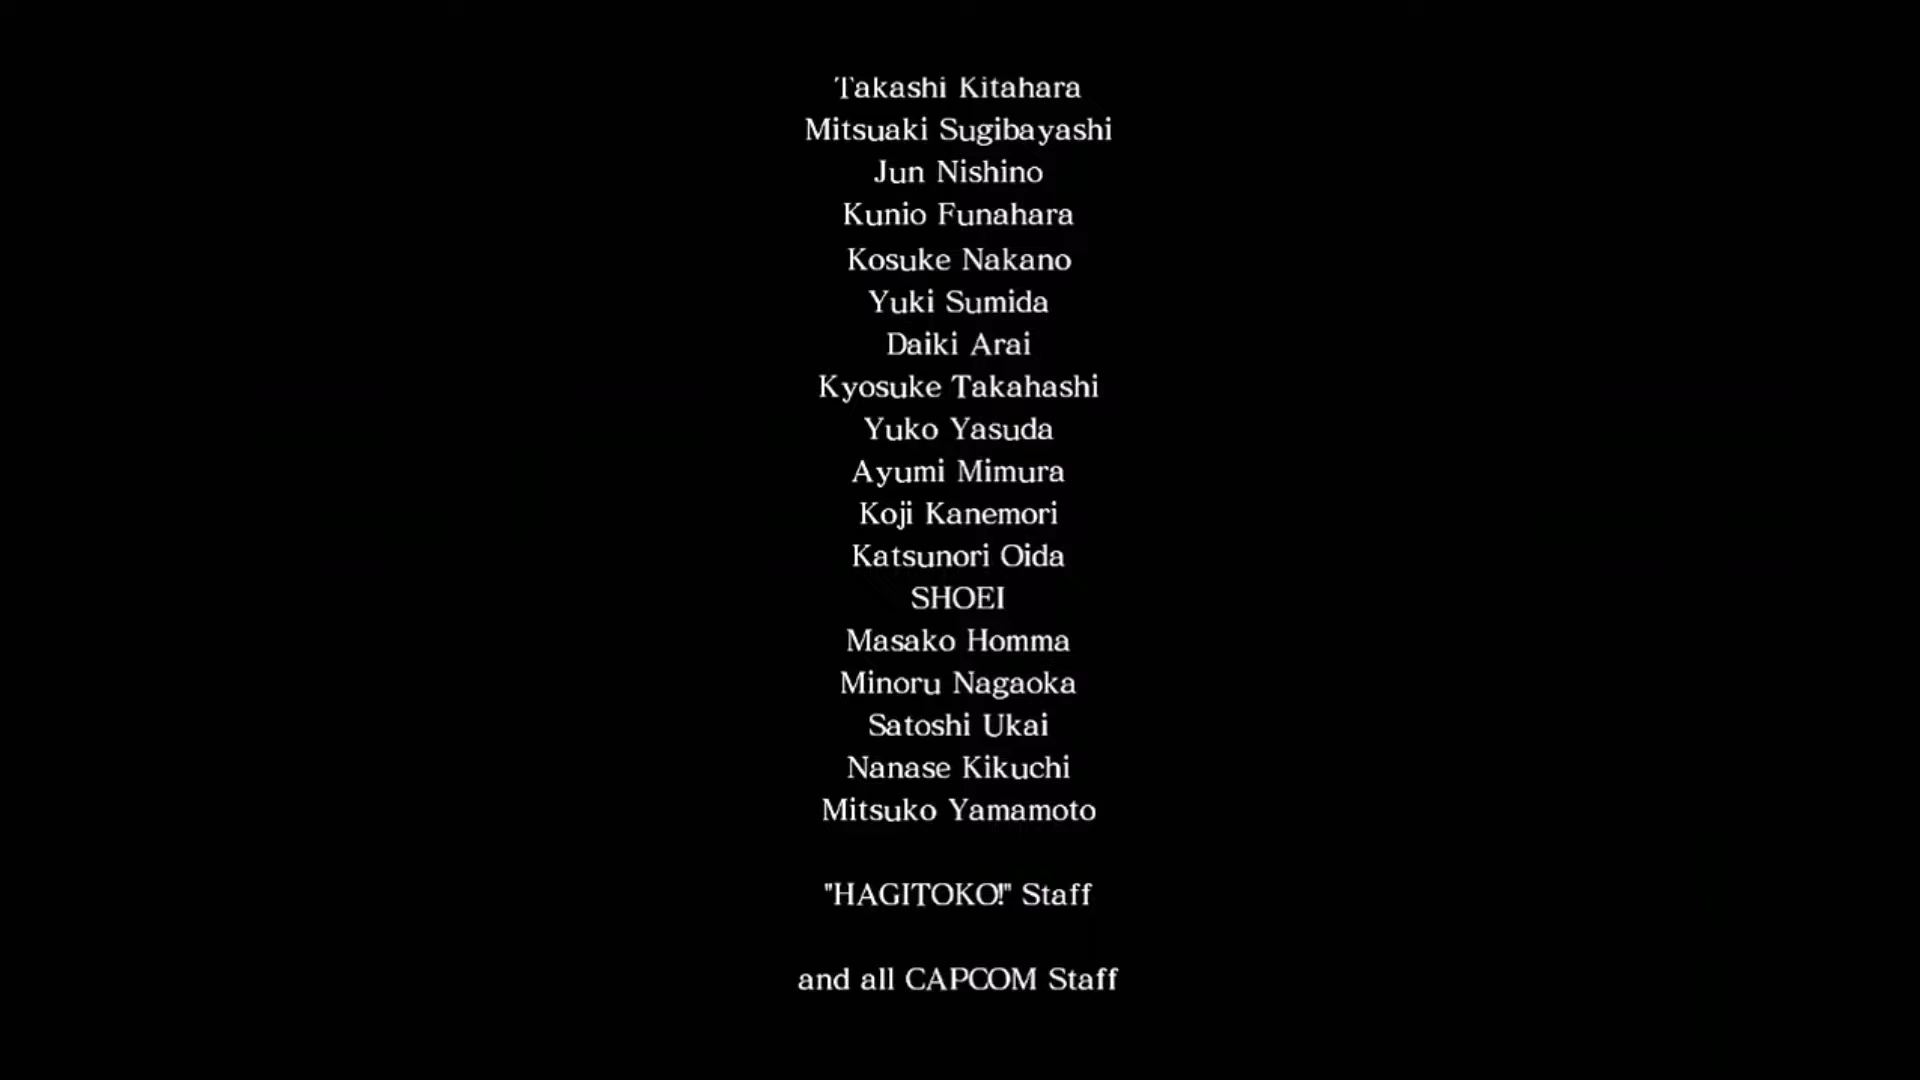 Takashi Kitahara
Mitsuaki Sugibayashi
Jun Nishino
Kunio Funahara
Kosuke Nakano
Yuki Sumida
Daiki Arai
Kyosuke Takahashi
Yuko Yasuda
Ayumi Mimura
Koji Kanemori
Katsunori Oida
SHOEI
Masako Homma
Minoru Nagaoka
Satoshi Ukai
Nanase Kikuchi
Mitsuko Yamamoto
"HAGITOKO!" Staff
and all CAPCOM Staff